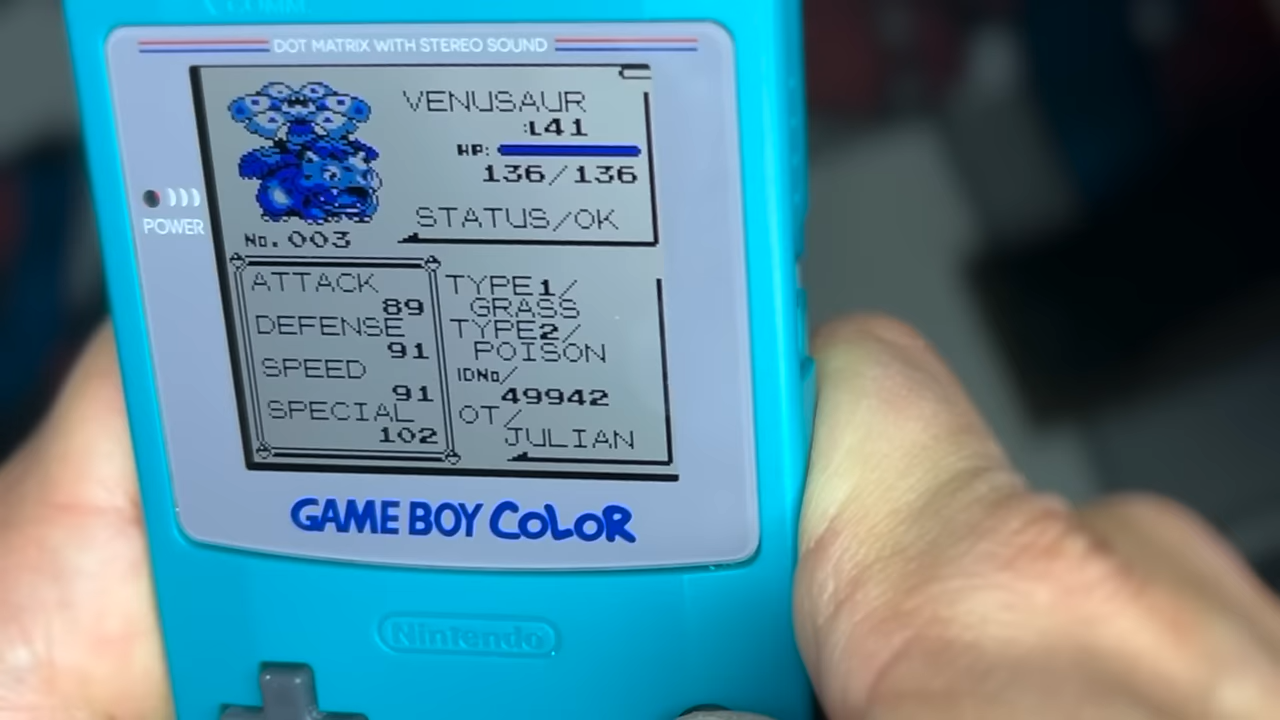 COMM.
DOT MATRIX WITH STEREO SOUND
VENUSAUR
:L41
HP:
136/136
STATUS/OK
POWER
No. 003
ATTACK
89
DEFENSE
91
SPEED
91
SPECIAL
102
TYPE1/
GRASS
TYPE2/
POISON
IDNo/
49942
OT/
JULIAN
GAME BOY COLOR
Nintendo